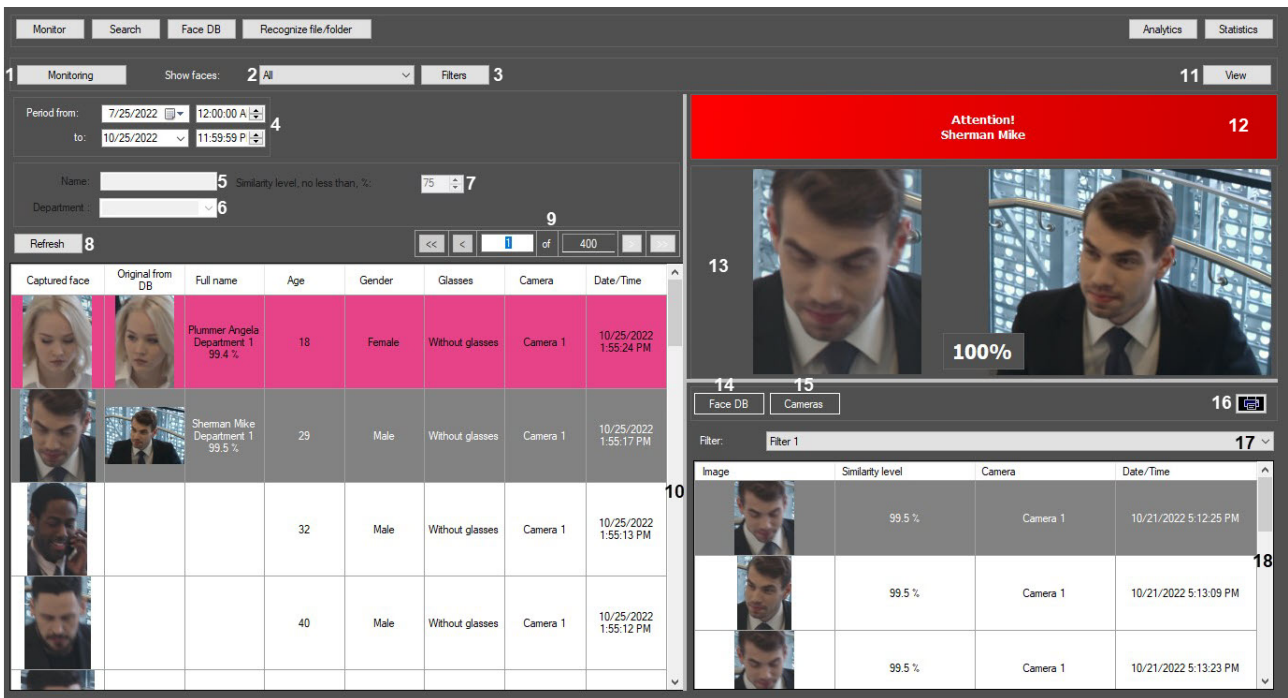 Monitor Search Face DB Recognize file/folder Analytics Statistics
1 Monitoring Show faces: 2 All Filters 3 11 View
Period from: 7/25/2022 12:00:00 A
4
to: 10/25/2022 11:59:59 P
Attention!
Sherman Mike
12
Name: 5 Similarity level, no less than, %: 75 7
Department : 6
9
Refresh 8 << < 1 of 400 > >>
Captured face Original from DB Full name Age Gender Glasses Camera Date/Time
Plummer Angela
Department 1
99.4 %
18 Female Without glasses Camera 1 10/25/2022
1:55:24 PM
Sherman Mike
Department 1
99.5 %
29 Male Without glasses Camera 1 10/25/2022
1:55:17 PM
10
32 Male Without glasses Camera 1 10/25/2022
1:55:13 PM
40 Male Without glasses Camera 1 10/25/2022
1:55:12 PM
13
100%
14 15
Face DB Cameras 16
Filter: Filter 1 17
Image Similarity level Camera Date/Time
99.5 % Camera 1 10/21/2022 5:12:25 PM
18
99.5 % Camera 1 10/21/2022 5:13:09 PM
99.5 % Camera 1 10/21/2022 5:13:23 PM